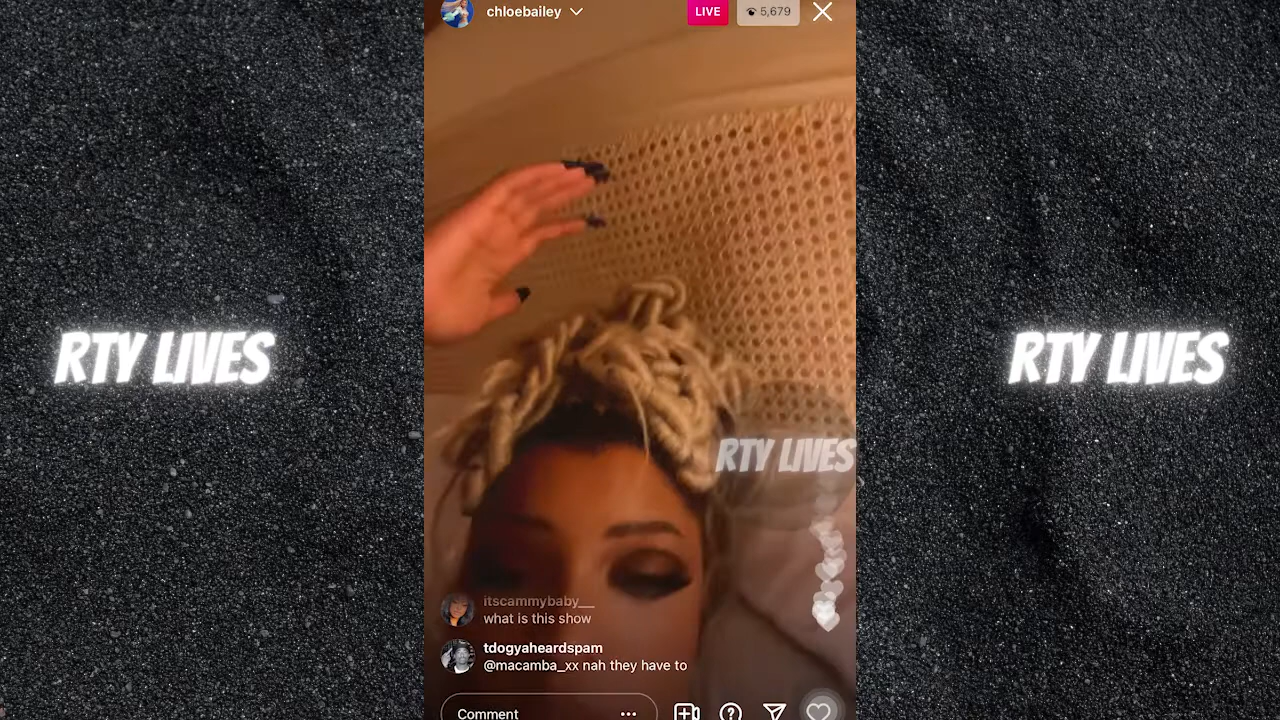 chloebailey
LIVE
5,679
RTY LIVES
RTY LIVES
RTY LIVES
itscammybaby__
what is this show
tdogyaheardspam
@macamba_xx nah they have to
Comment